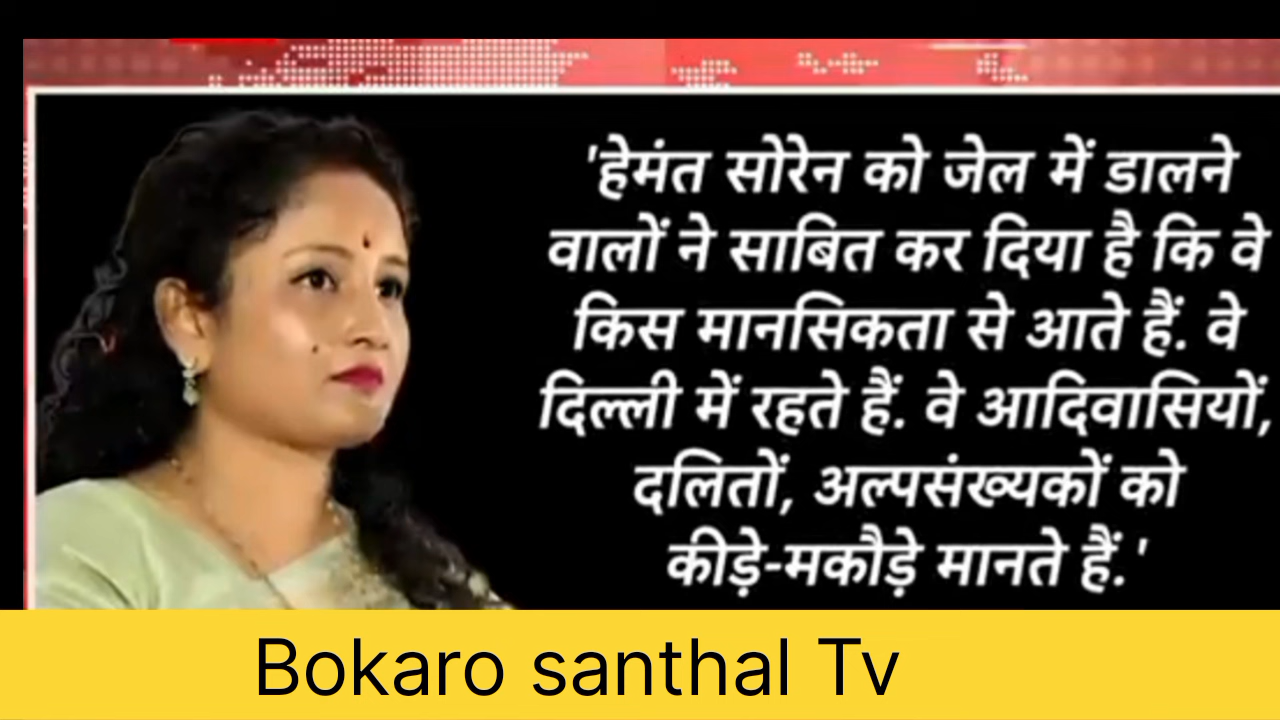 'हेमंत सोरेन को जेल में डालने
वालों ने साबित कर दिया है कि वे
किस मानसिकता से आते हैं. वे
दिल्ली में रहते हैं. वे आदिवासियों,
दलितों, अल्पसंख्यकों को
कीड़े-मकौड़े मानते हैं.'
Bokaro santhal Tv